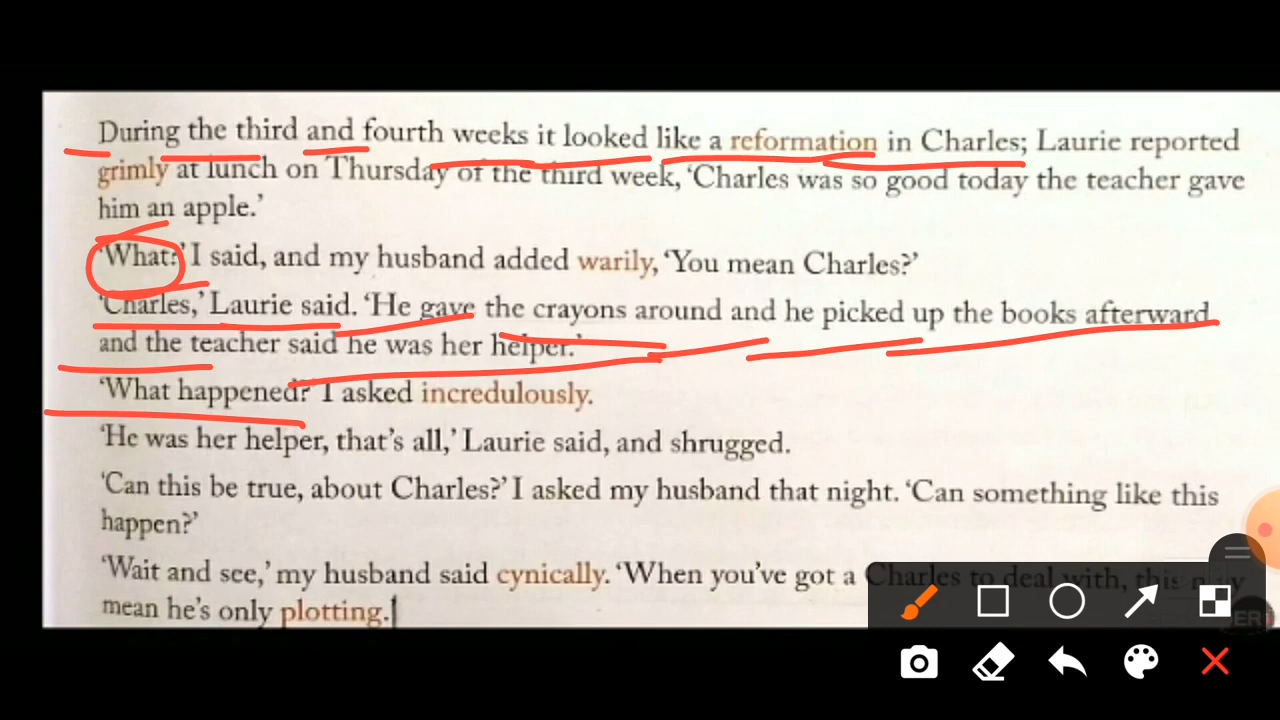 During the third and fourth weeks it looked like a reformation in Charles; Laurie reported
grimly at lunch on Thursday of the third week, ‘Charles was so good today the teacher gave
him an apple.’
‘What?’ I said, and my husband added warily, ‘You mean Charles?’
‘Charles,’ Laurie said. ‘He gave the crayons around and he picked up the books afterward
and the teacher said he was her helper.’
‘What happened?’ I asked incredulously.
‘He was her helper, that’s all,’ Laurie said, and shrugged.
‘Can this be true, about Charles?’ I asked my husband that night. ‘Can something like this
happen?’
‘Wait and see,’ my husband said cynically. ‘When you’ve got a Charles to deal with, this may
mean he’s only plotting.